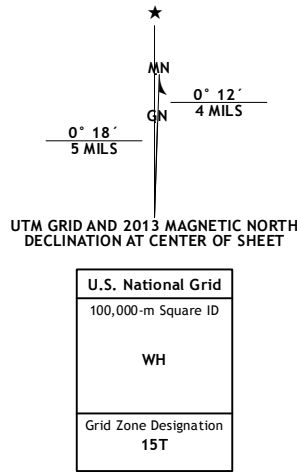 MN
0° 12´
4 MILS
GN
0° 18´
5 MILS
UTM GRID AND 2013 MAGNETIC NORTH
DECLINATION AT CENTER OF SHEET
U.S. National Grid
100,000-m Square ID
WH
Grid Zone Designation
15T